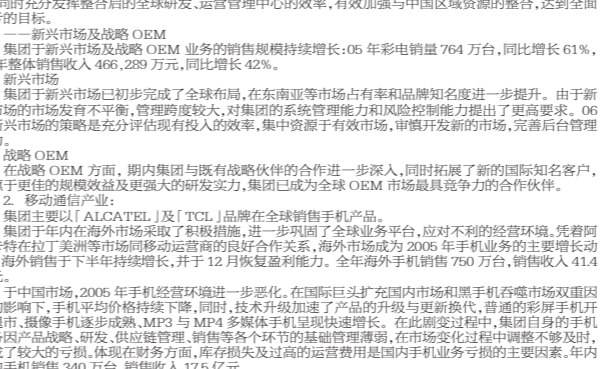 同时充分发挥整合后的全球研发、运营管理中心的效率,有效加强与中国区域资源的整合,达到全面
的目标。
——新兴市场及战略 OEM
集团于新兴市场及战略 OEM 业务的销售规模持续增长:05 年彩电销量 764 万台,同比增长 61%,
年整体销售收入 466,289 万元,同比增长 42%。
新兴市场
集团于新兴市场已初步完成了全球布局,在东南亚等市场占有率和品牌知名度进一步提升。由于新
市场的市场发育不平衡,管理跨度较大,对集团的系统管理能力和风险控制能力提出了更高要求。06
新兴市场的策略是充分评估现有投入的效率,集中资源于有效市场,审慎开发新的市场,完善后台管理
。
战略 OEM
在战略 OEM 方面, 期内集团与既有战略伙伴的合作进一步深入,同时拓展了新的国际知名客户,
于更佳的规模效益及更强大的研发实力,集团已成为全球 OEM 市场最具竞争力的合作伙伴。
2. 移动通信产业:
集团主要以「ALCATEL」及「TCL」品牌在全球销售手机产品。
集团于年内在海外市场采取了积极措施,进一步巩固了全球业务平台,应对不利的经营环境。凭着阿
卡特在拉丁美洲等市场同移动运营商的良好合作关系,海外市场成为 2005 年手机业务的主要增长动
,海外销售于下半年持续增长,并于 12 月恢复盈利能力。全年海外手机销售 750 万台,销售收入 41.4
元。
于中国市场,2005 年手机经营环境进一步恶化。在国际巨头扩充国内市场和黑手机吞噬市场双重因
的影响下,手机平均价格持续下降,同时,技术升级加速了产品的升级与更新换代,普通的彩屏手机开
市、摄像手机逐步成熟、MP3 与 MP4 多媒体手机呈现快速增长。在此剧变过程中,集团自身的手机
因产品战略、研发、供应链管理、销售等各个环节的基础管理薄弱,在市场变化过程中调整不够及时,
成了较大的亏损。体现在财务方面,库存损失及过高的运营费用是国内手机业务亏损的主要因素。年内
手机销售 340 万台,销售收入 17.5 亿元。